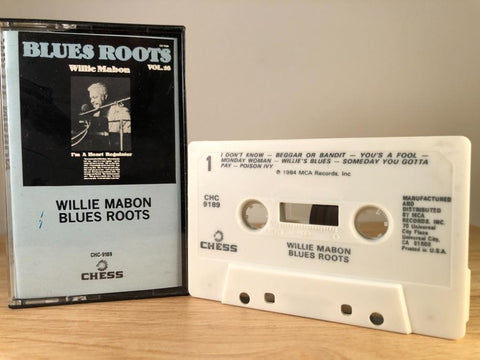 BLUES ROOTS
Willie Mabon
VOL. 16
I'm A Heart Regulator
WILLIE MABON
BLUES ROOTS
CHC-9189
CHESS
1
I DON'T KNOW – BEGGAR OR BANDIT – YOU'S A FOOL –
MONDAY WOMAN – WILLIE'S BLUES – SOMEDAY YOU GOTTA
PAY – POISON IVY
℗ 1984 MCA Records, Inc.
CHC
9189
MANUFACTURED
AND
DISTRIBUTED
BY MCA
RECORDS, INC.
70 Universal
City Plaza
Universal City,
CA 91608
Printed in U.S.A.
CHESS
WILLIE MABON
BLUES ROOTS